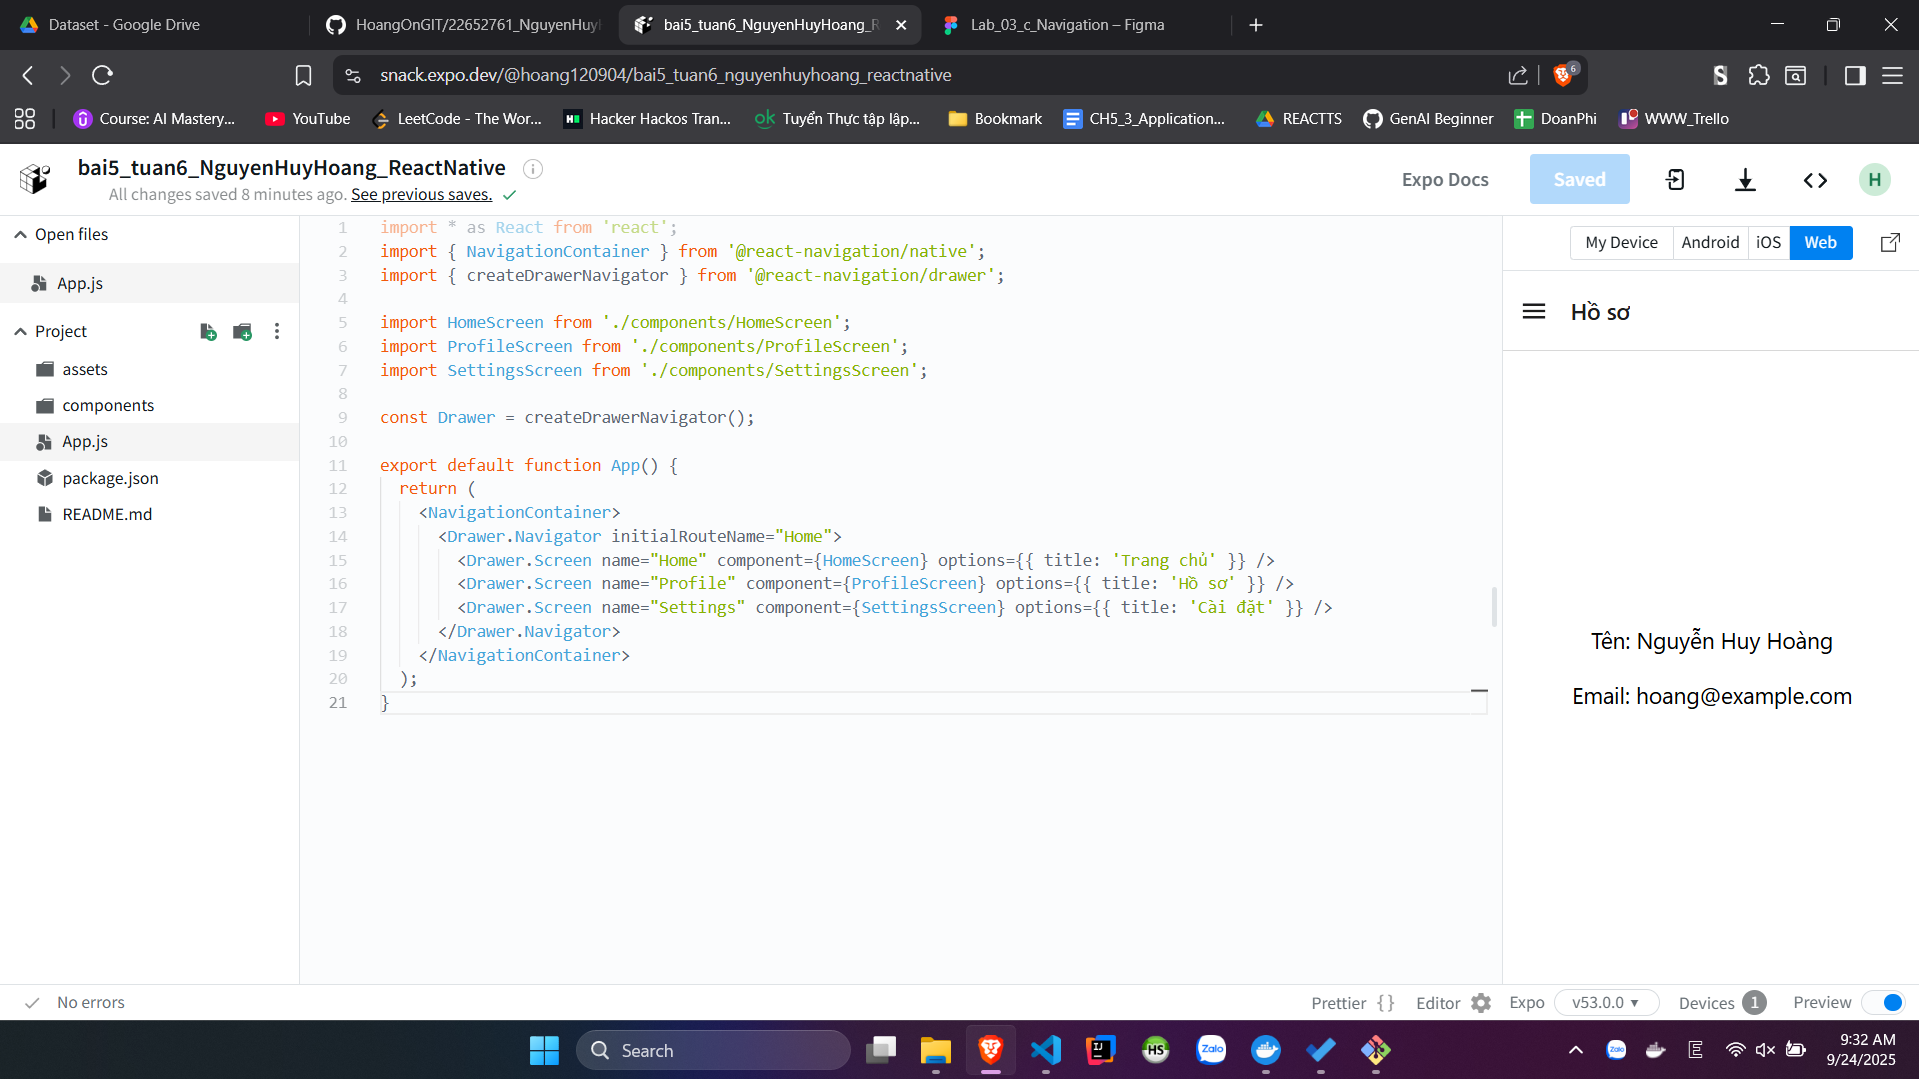 Dataset - Google Drive
HoangOnGIT/22652761_NguyenHuy
bai5_tuan6_NguyenHuyHoang_R
Lab_03_c_Navigation – Figma
snack.expo.dev/@hoang120904/bai5_tuan6_nguyenhuyhoang_reactnative
6
Course: AI Mastery...
YouTube
LeetCode - The Wor...
Hacker Hackos Tran...
Tuyển Thực tập lập...
Bookmark
CH5_3_Application...
REACTTS
GenAI Beginner
DoanPhi
WWW_Trello
bai5_tuan6_NguyenHuyHoang_ReactNative
All changes saved 8 minutes ago. See previous saves.
Expo Docs
Saved
H
Open files
App.js
Project
assets
components
App.js
package.json
README.md
1 import * as React from 'react';
2 import { NavigationContainer } from '@react-navigation/native';
3 import { createDrawerNavigator } from '@react-navigation/drawer';
4
5 import HomeScreen from './components/HomeScreen';
6 import ProfileScreen from './components/ProfileScreen';
7 import SettingsScreen from './components/SettingsScreen';
8
9 const Drawer = createDrawerNavigator();
10
11 export default function App() {
12 return (
13 <NavigationContainer>
14 <Drawer.Navigator initialRouteName="Home">
15 <Drawer.Screen name="Home" component={HomeScreen} options={{ title: 'Trang chủ' }} />
16 <Drawer.Screen name="Profile" component={ProfileScreen} options={{ title: 'Hồ sơ' }} />
17 <Drawer.Screen name="Settings" component={SettingsScreen} options={{ title: 'Cài đặt' }} />
18 </Drawer.Navigator>
19 </NavigationContainer>
20 );
21 }
My Device
Android
iOS
Web
Hồ sơ
Tên: Nguyễn Huy Hoàng
Email: hoang@example.com
No errors
Prettier { }
Editor
Expo
v53.0.0
Devices 1
Preview
Search
Zalo
9:32 AM
9/24/2025